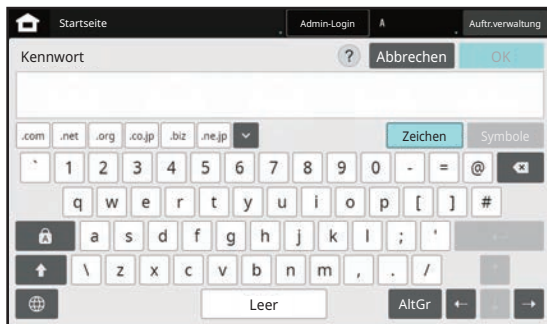 Startseite Admin-Login A Auftr.verwaltung
Kennwort ? Abbrechen OK
.com .net .org .co.jp .biz .ne.jp Zeichen Symbole
` 1 2 3 4 5 6 7 8 9 0 - = @
q w e r t y u i o p [ ] #
A a s d f g h j k l ; '
\ z x c v b n m , . /
Leer AltGr